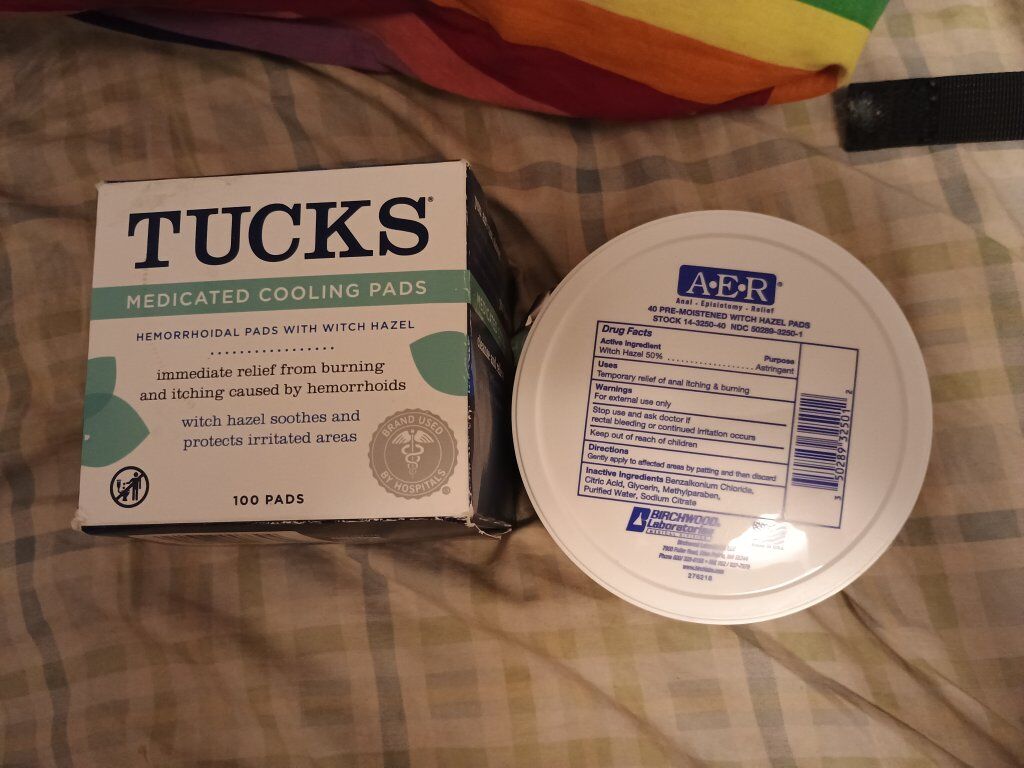 TUCKS®
MEDICATED COOLING PADS
HEMORRHOIDAL PADS WITH WITCH HAZEL
immediate relief from burning
and itching caused by hemorrhoids
witch hazel soothes and
protects irritated areas
BRAND USED
BY HOSPITALS
100 PADS
A·E·R®
Anal - Episiotomy - Relief
40 PRE-MOISTENED WITCH HAZEL PADS
STOCK 14-3250-40 NDC 50289-3250-1
Drug Facts
Active ingredient Purpose
Witch Hazel 50% .......................... Astringent
Uses
Temporary relief of anal itching & burning
Warnings
For external use only
Stop use and ask doctor if
rectal bleeding or continued irritation occurs
Keep out of reach of children
Directions
Gently apply to affected areas by patting and then discard
Inactive Ingredients Benzalkonium Chloride,
Citric Acid, Glycerin, Methylparaben,
Purified Water, Sodium Citrate
3 50289 32501 2
BIRCHWOOD
Laboratories
276218